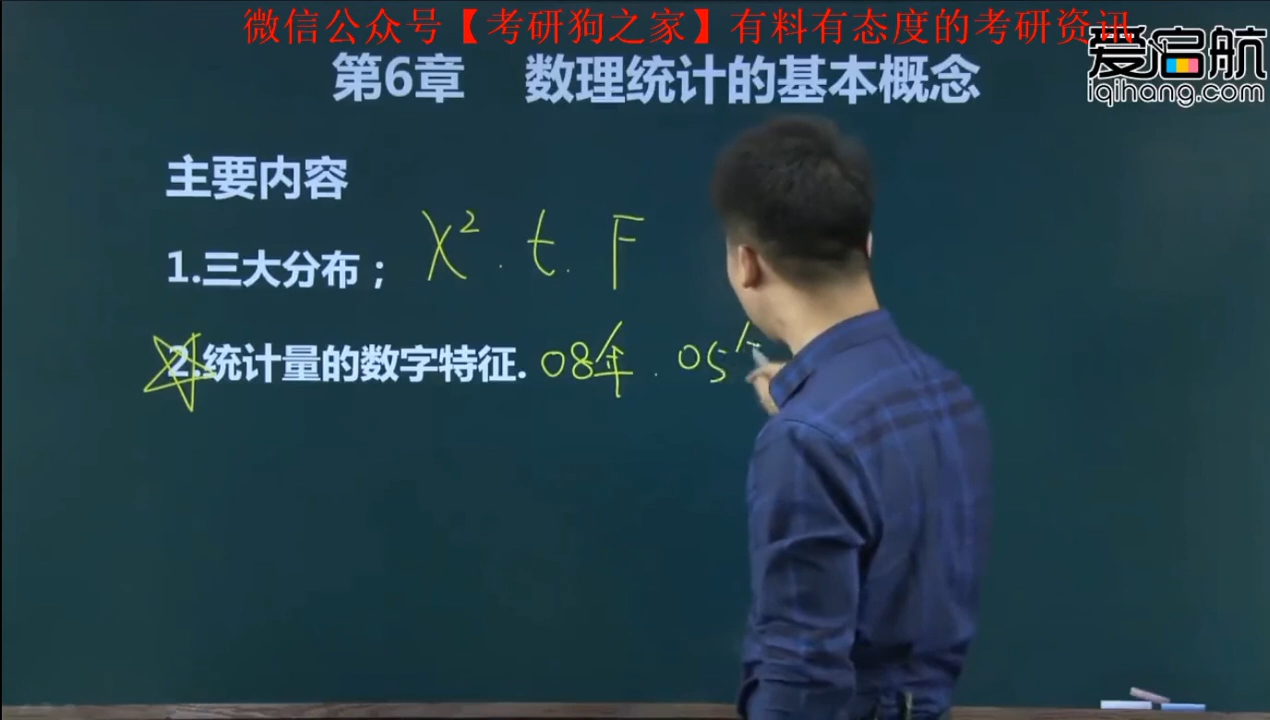 微信公众号【考研狗之家】有料有态度的考研资讯
爱启航
iqihang.com
第6章 数理统计的基本概念
主要内容
1.三大分布； χ². t. F
2.统计量的数字特征. 08年. 05